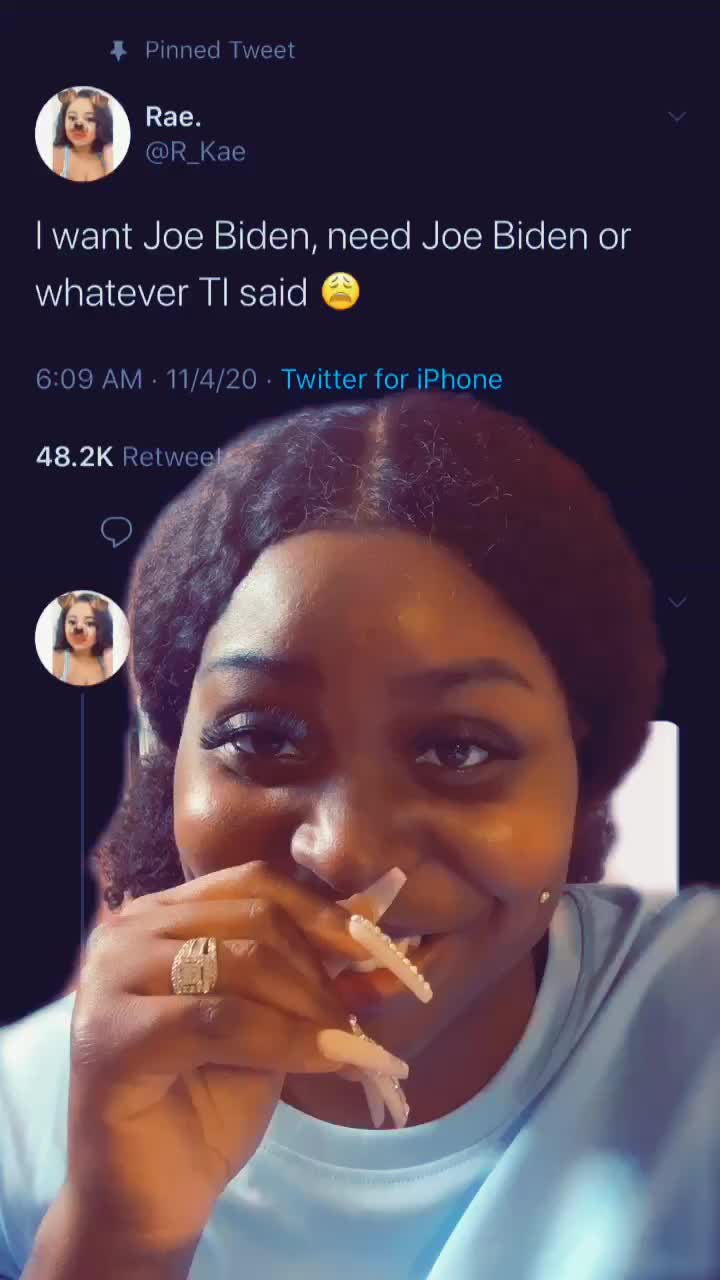 Pinned Tweet
Rae.
@R_Kae
I want Joe Biden, need Joe Biden or
whatever TI said 😩
6:09 AM · 11/4/20 · Twitter for iPhone
48.2K Retweet